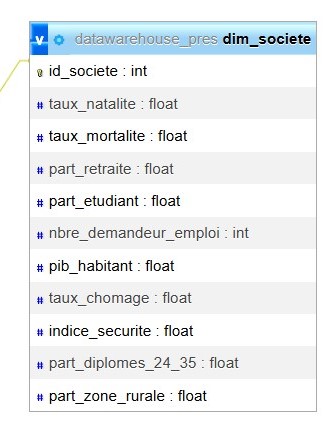 v datawarehouse_pres dim_societe
id_societe : int
# taux_natalite : float
# taux_mortalite : float
# part_retraite : float
# part_etudiant : float
# nbre_demandeur_emploi : int
# pib_habitant : float
# taux_chomage : float
# indice_securite : float
# part_diplomes_24_35 : float
# part_zone_rurale : float